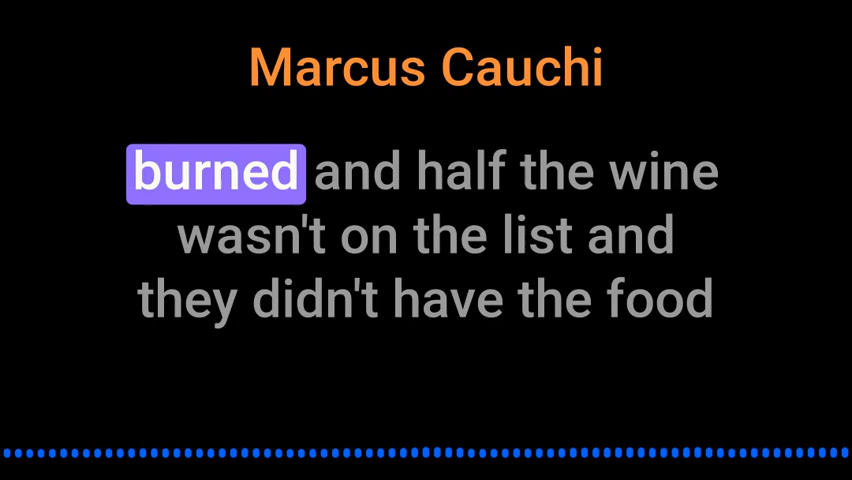 Marcus Cauchi
burned and half the wine
wasn't on the list and
they didn't have the food